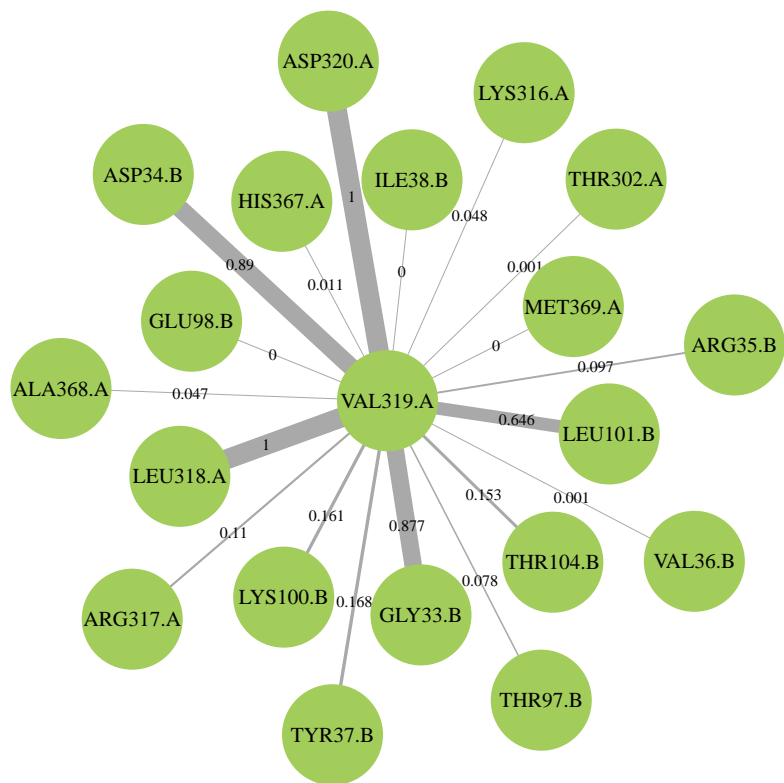 ASP320.A
LYS316.A
ASP34.B
ILE38.B
THR302.A
HIS367.A
1
0.048
0.89
0.001
0
0.011
MET369.A
GLU98.B
0
0
ARG35.B
0.097
ALA368.A
0.047
VAL319.A
0.646
LEU101.B
1
LEU318.A
0.153
0.001
0.161
0.877
0.11
THR104.B
VAL36.B
0.078
LYS100.B
0.168
GLY33.B
ARG317.A
THR97.B
TYR37.B